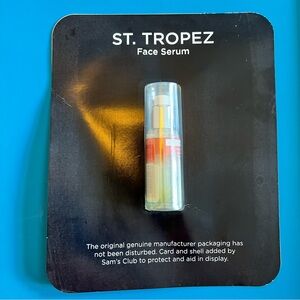 ST. TROPEZ
Face Serum
The original genuine manufacturer packaging has
not been disturbed. Card and shell added by
Sam's Club to protect and aid in display.